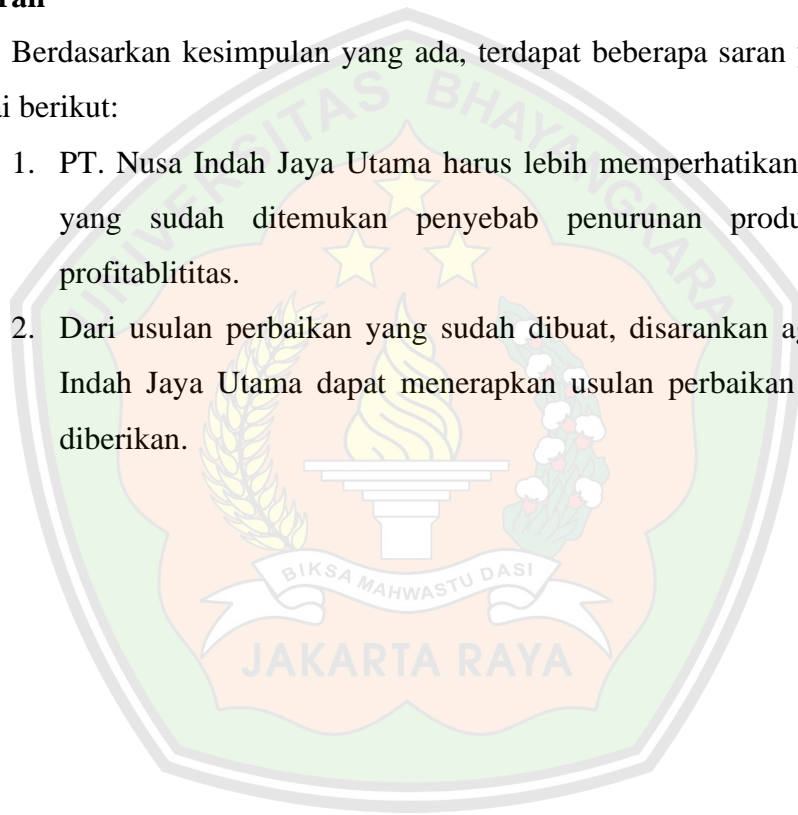 Berdasarkan kesimpulan yang ada, terdapat beberapa saran
berikut:
1. PT. Nusa Indah Jaya Utama harus lebih memperhatikan
yang sudah ditemukan penyebab penurunan
profitablititas.
2. Dari usulan perbaikan yang sudah dibuat, disarankan
Indah Jaya Utama dapat menerapkan usulan perbaikan
diberikan.
UNIVERSITAS BHAYANGKARA
BIKSA MAHWASTU DASI
JAKARTA RAYA